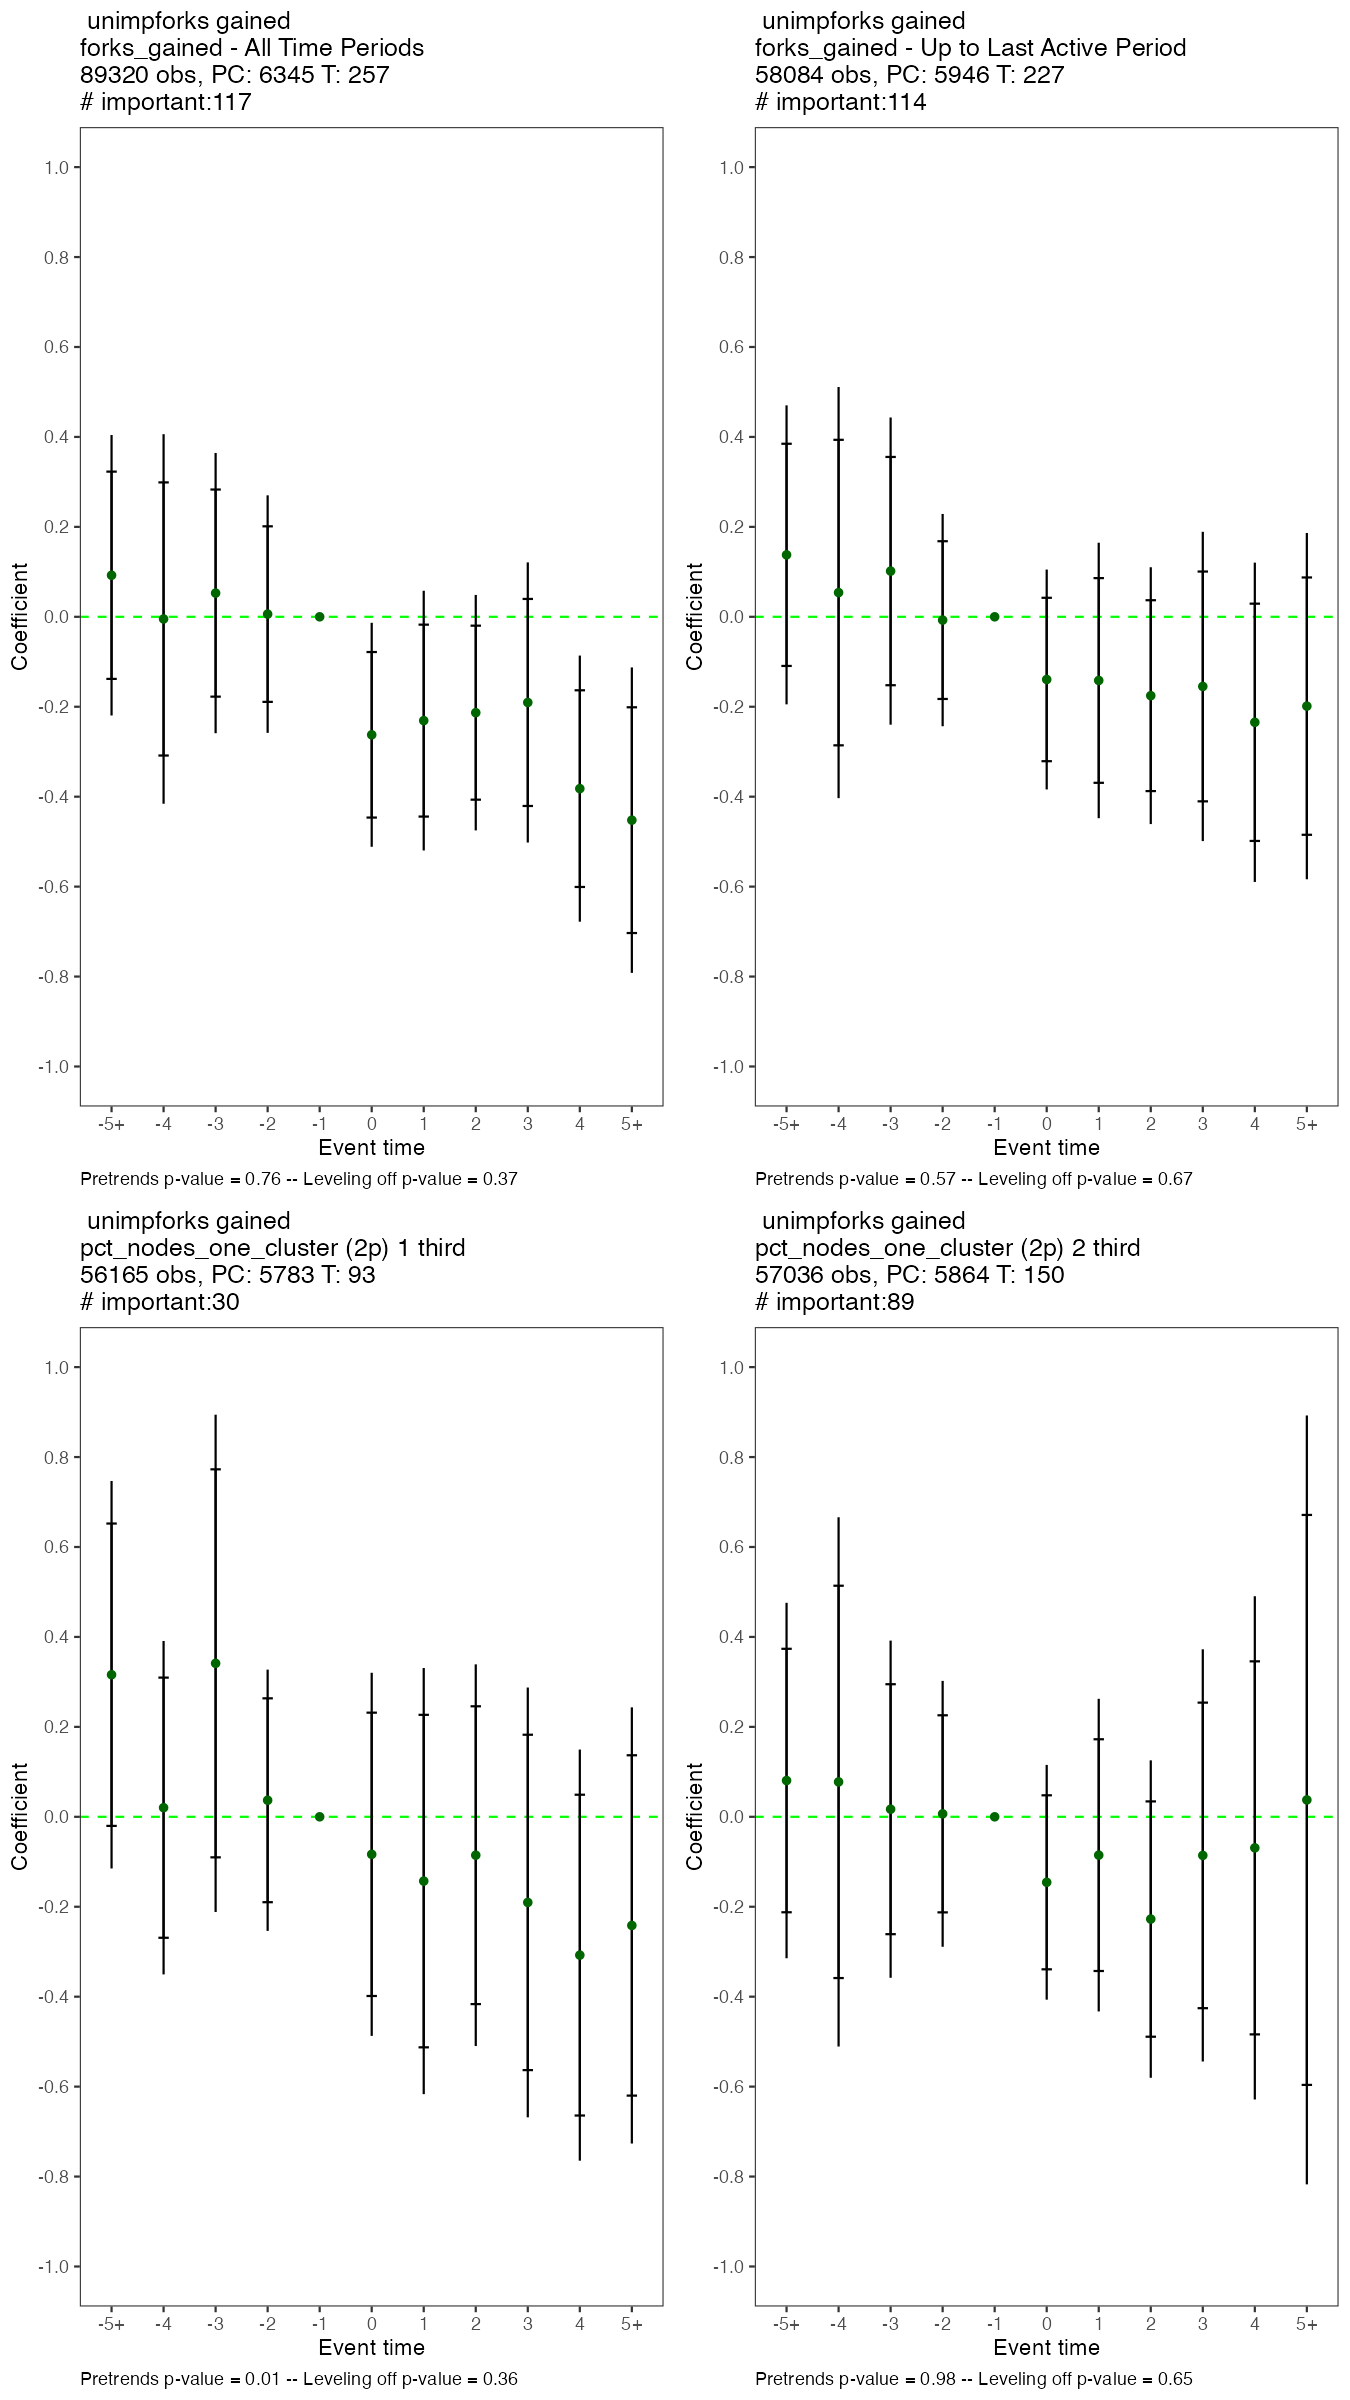 unimpforks gained
forks_gained - All Time Periods
89320 obs, PC: 6345 T: 257
# important:117
1.0
0.8
0.6
0.4
0.2
0.0
-0.2
-0.4
-0.6
-0.8
-1.0
Coefficient
-5+ -4 -3 -2 -1 0 1 2 3 4 5+
Event time
Pretrends p-value = 0.76 -- Leveling off p-value = 0.37
unimpforks gained
forks_gained - Up to Last Active Period
58084 obs, PC: 5946 T: 227
# important:114
1.0
0.8
0.6
0.4
0.2
0.0
-0.2
-0.4
-0.6
-0.8
-1.0
Coefficient
-5+ -4 -3 -2 -1 0 1 2 3 4 5+
Event time
Pretrends p-value = 0.57 -- Leveling off p-value = 0.67
unimpforks gained
pct_nodes_one_cluster (2p) 1 third
56165 obs, PC: 5783 T: 93
# important:30
1.0
0.8
0.6
0.4
0.2
0.0
-0.2
-0.4
-0.6
-0.8
-1.0
Coefficient
-5+ -4 -3 -2 -1 0 1 2 3 4 5+
Event time
Pretrends p-value = 0.01 -- Leveling off p-value = 0.36
unimpforks gained
pct_nodes_one_cluster (2p) 2 third
57036 obs, PC: 5864 T: 150
# important:89
1.0
0.8
0.6
0.4
0.2
0.0
-0.2
-0.4
-0.6
-0.8
-1.0
Coefficient
-5+ -4 -3 -2 -1 0 1 2 3 4 5+
Event time
Pretrends p-value = 0.98 -- Leveling off p-value = 0.65